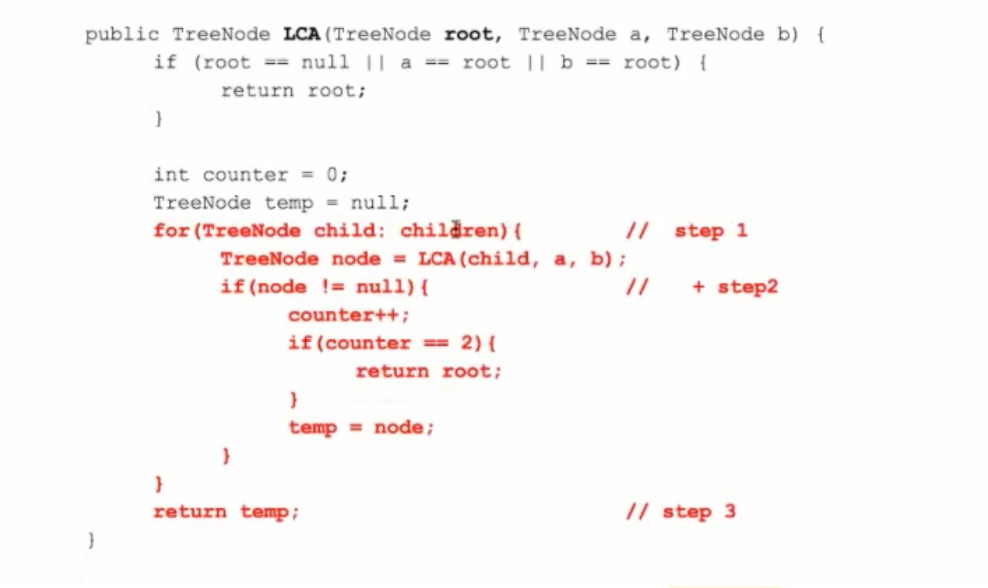 public TreeNode LCA(TreeNode root, TreeNode a, TreeNode b) {
if (root == null || a == root || b == root) {
return root;
}
int counter = 0;
TreeNode temp = null;
for(TreeNode child: children){ // step 1
TreeNode node = LCA(child, a, b);
if(node != null){ // + step2
counter++;
if(counter == 2){
return root;
}
temp = node;
}
}
return temp; // step 3
}